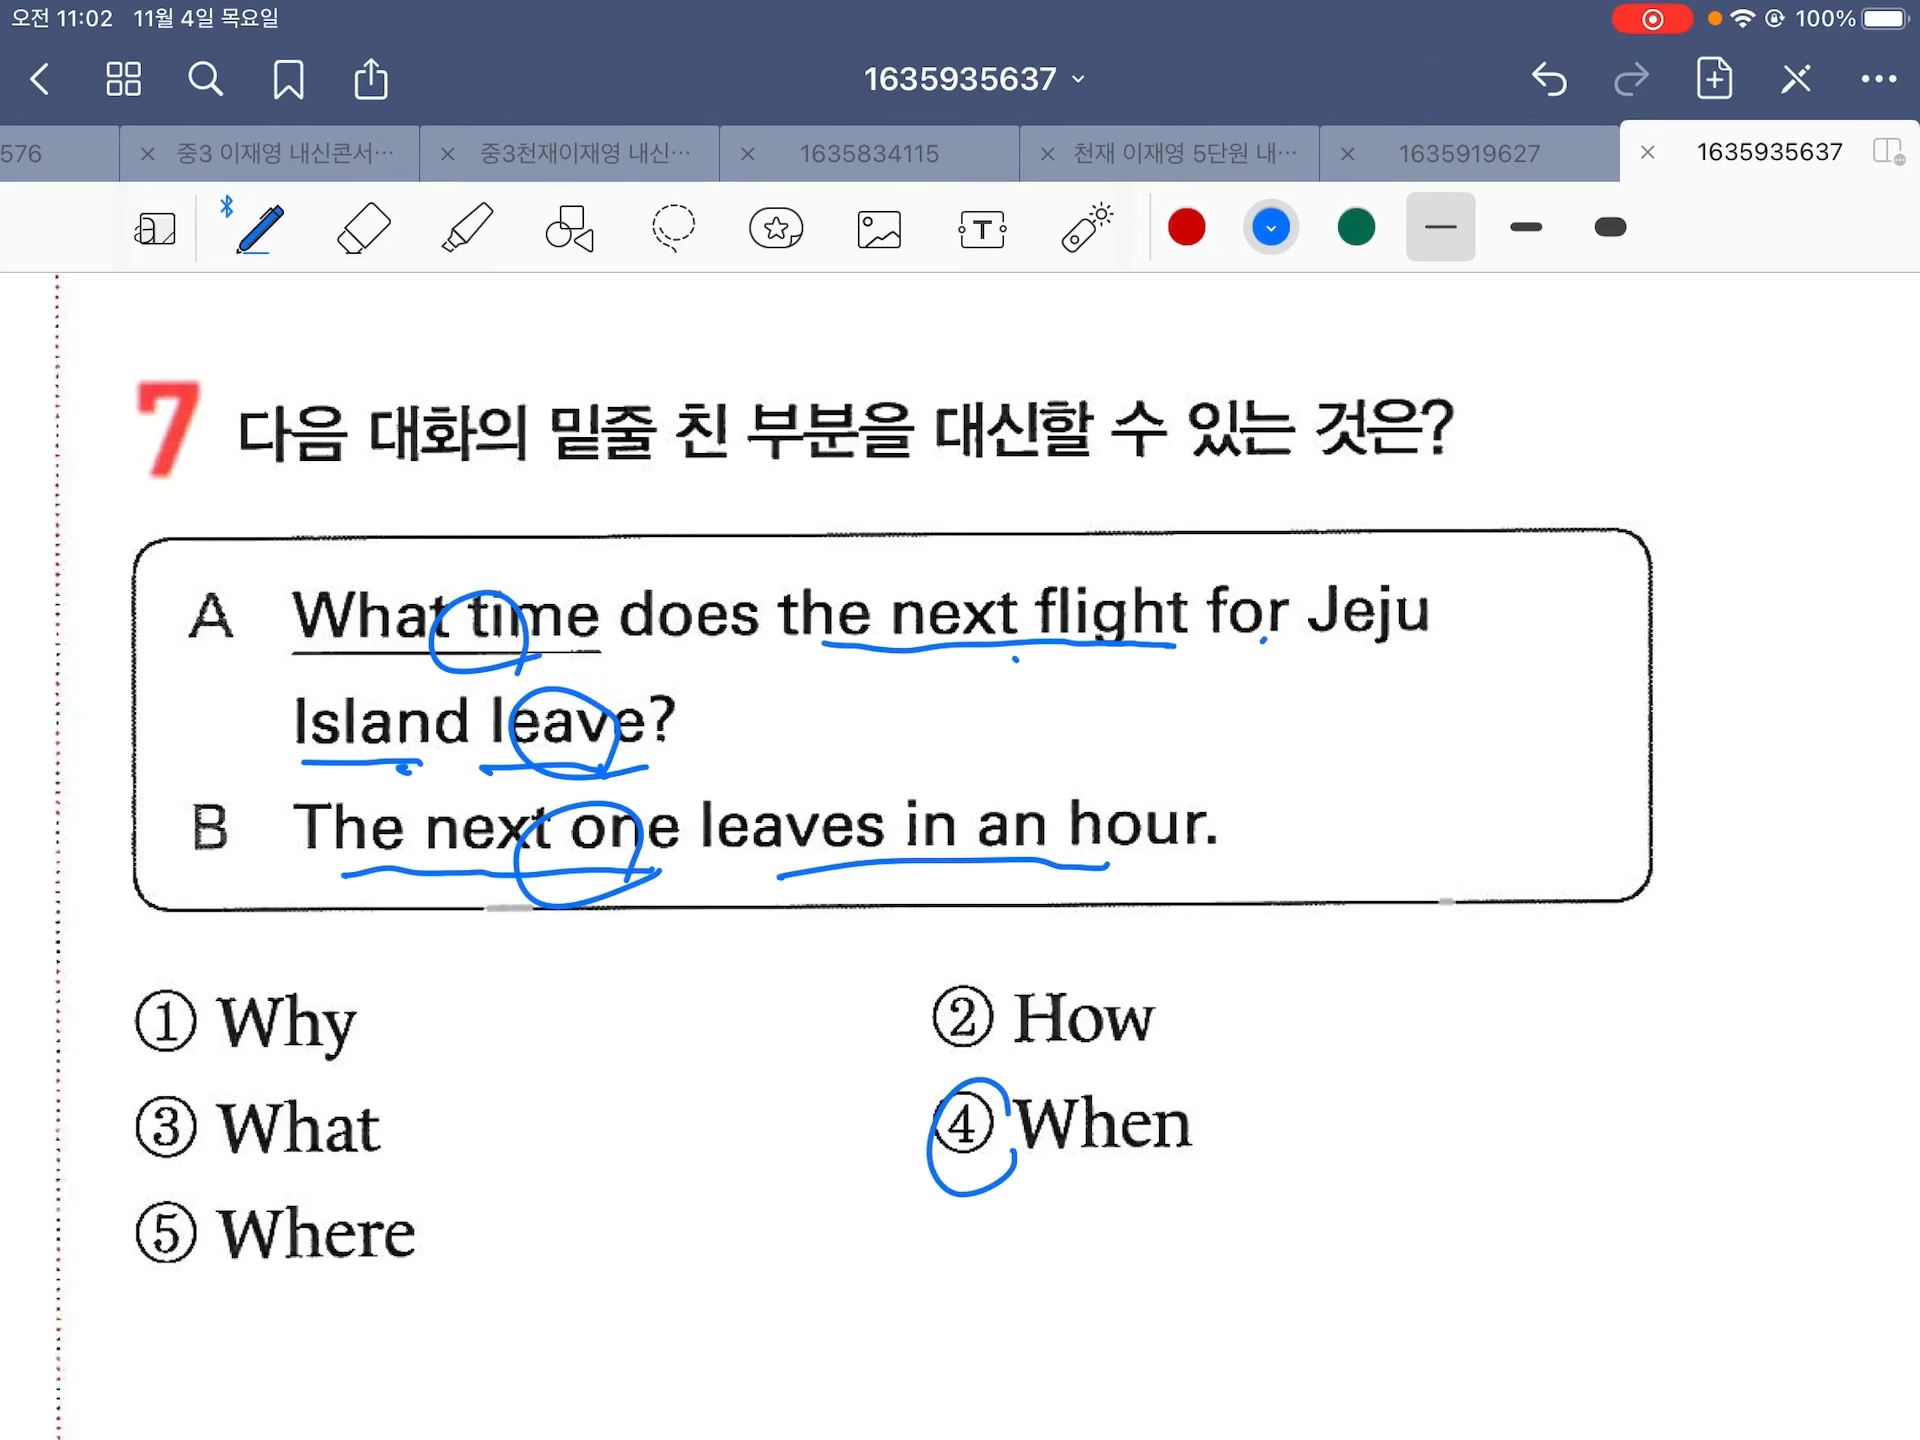 오전 11:02 11월 4일 목요일 100%
1635935637
576 중3 이재영 내신콘서… 중3천재이재영 내신… 1635834115 천재 이재영 5단원 내… 1635919627 1635935637
7 다음 대화의 밑줄 친 부분을 대신할 수 있는 것은?
A What time does the next flight for Jeju
Island leave?
B The next one leaves in an hour.
① Why ② How
③ What ④ When
⑤ Where